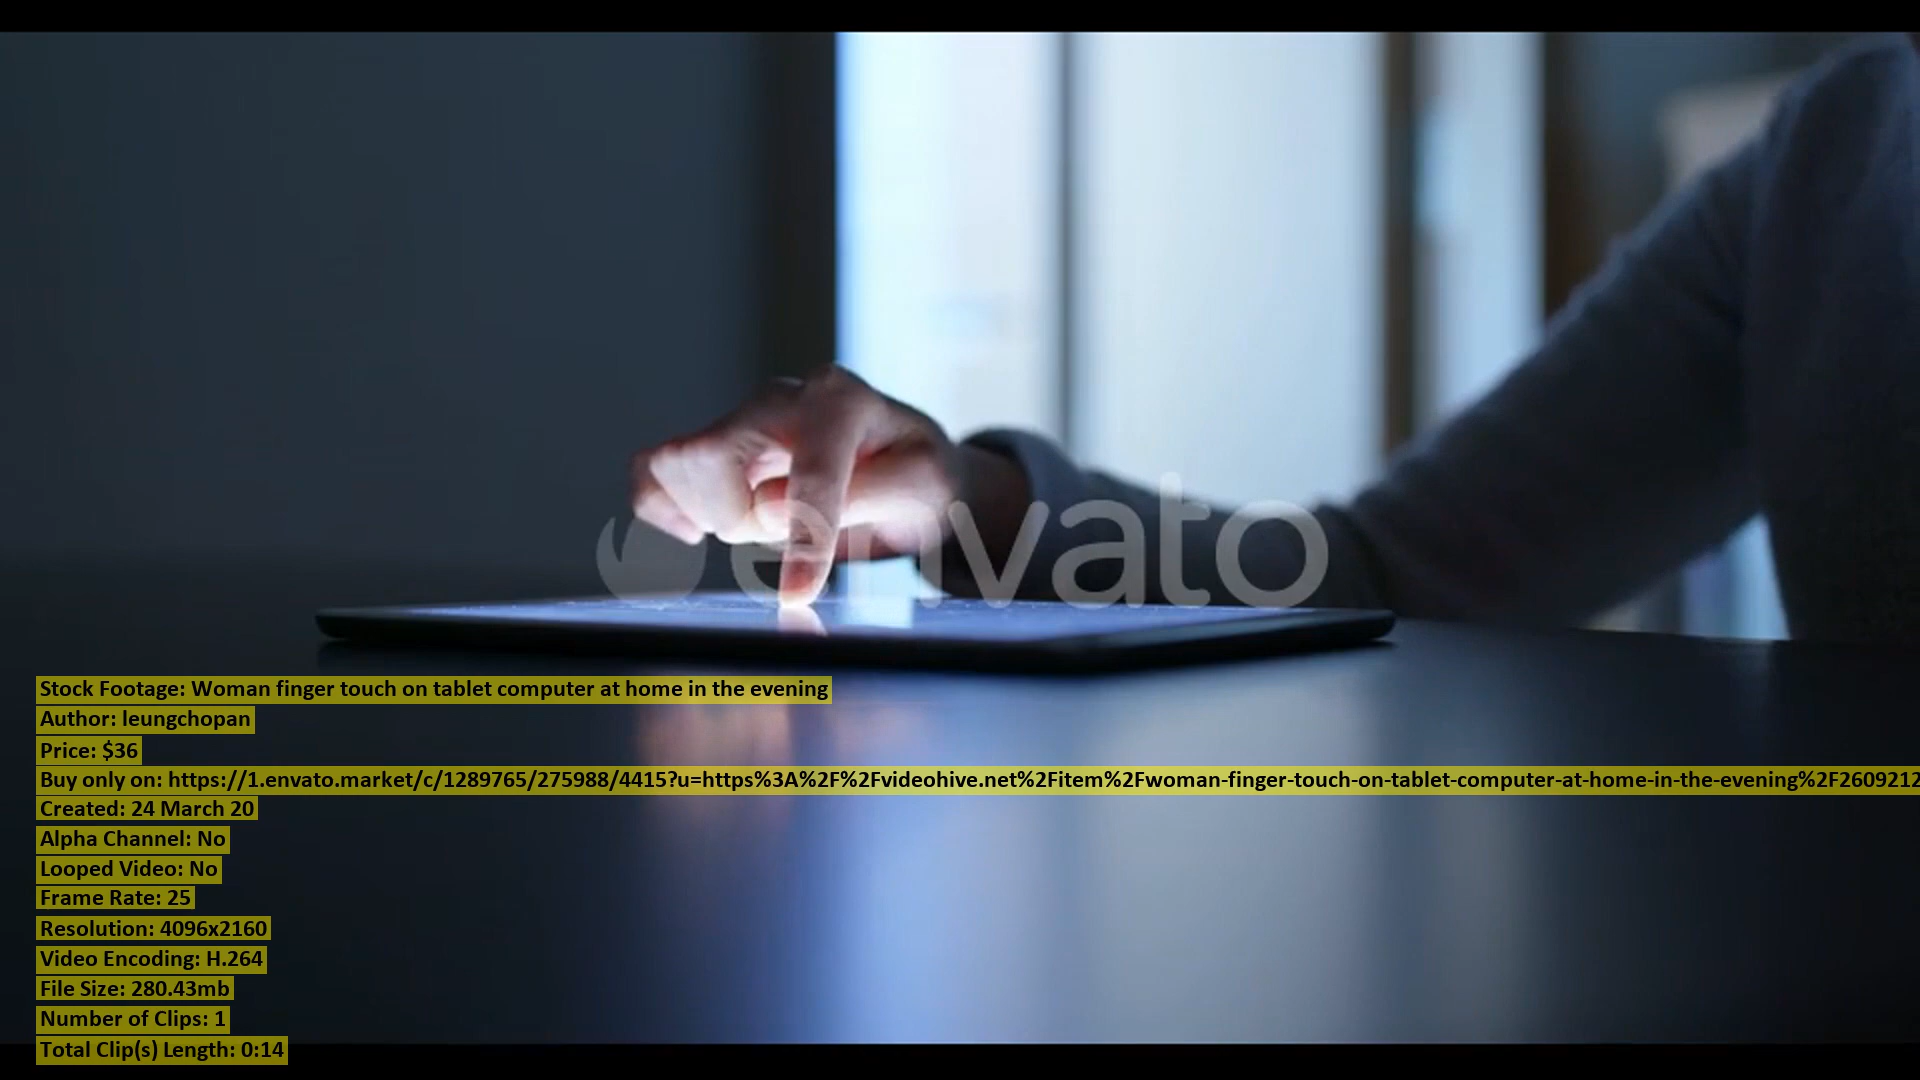 envato
Stock Footage: Woman finger touch on tablet computer at home in the evening
Author: leungchopan
Price: $36
Buy only on: https://1.envato.market/c/1289765/275988/4415?u=https%3A%2F%2Fvideohive.net%2Fitem%2Fwoman-finger-touch-on-tablet-computer-at-home-in-the-evening%2F2609212
Created: 24 March 20
Alpha Channel: No
Looped Video: No
Frame Rate: 25
Resolution: 4096x2160
Video Encoding: H.264
File Size: 280.43mb
Number of Clips: 1
Total Clip(s) Length: 0:14